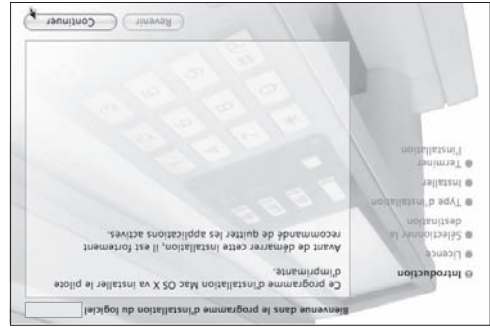 Bienvenue dans le programme d'installation du logiciel
Ce programme d'installation Mac OS X va installer le pilote
d'imprimante.
Avant de démarrer cette installation, il est fortement
recommandé de quitter les applications actives.
Introduction
Licence
Sélectionner la
destination
Type d'installation
Installer
Terminer
l'installation
Revenir
Continuer